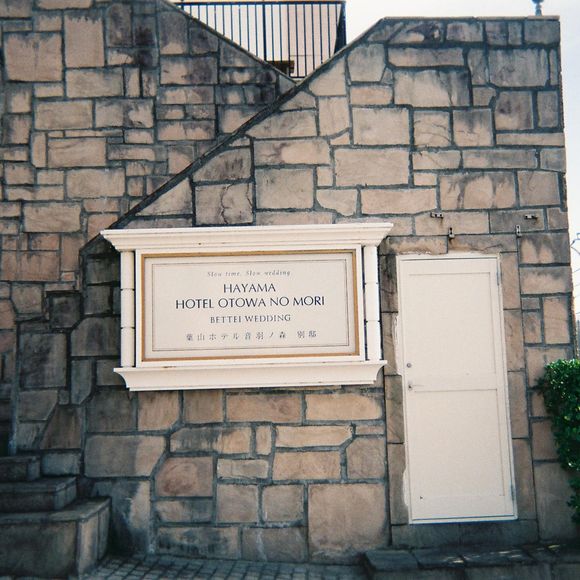 Slow time. Slow wedding.
HAYAMA
HOTEL OTOWA NO MORI
BETTEI WEDDING
葉山ホテル音羽ノ森 別邸